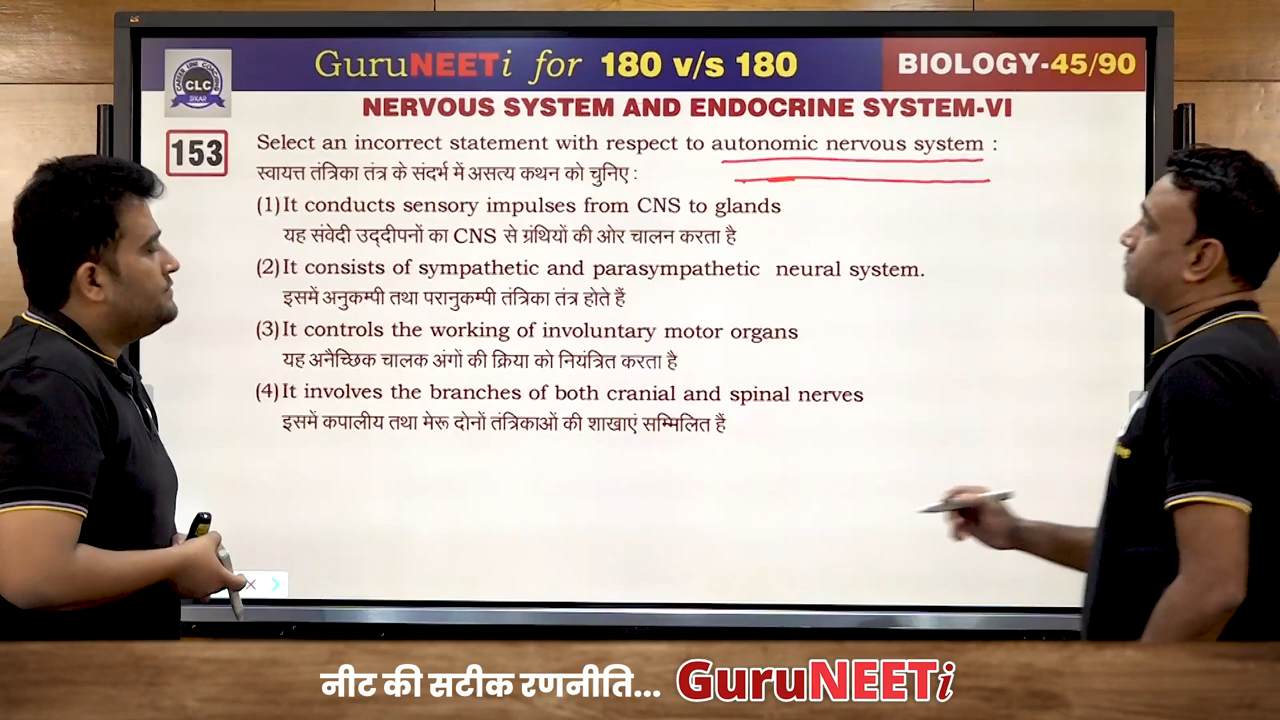 GuruNEETi for 180 v/s 180
BIOLOGY-45/90
CAREER LINE COACHING
CLC
SIKAR
NERVOUS SYSTEM AND ENDOCRINE SYSTEM-VI
153
Select an incorrect statement with respect to autonomic nervous system :
स्वायत्त तंत्रिका तंत्र के संदर्भ में असत्य कथन को चुनिए :
(1) It conducts sensory impulses from CNS to glands
यह संवेदी उद्दीपनों का CNS से ग्रंथियों की ओर चालन करता है
(2) It consists of sympathetic and parasympathetic neural system.
इसमें अनुकम्पी तथा परानुकम्पी तंत्रिका तंत्र होते हैं
(3) It controls the working of involuntary motor organs
यह अनैच्छिक चालक अंगों की क्रिया को नियंत्रित करता है
(4) It involves the branches of both cranial and spinal nerves
इसमें कपालीय तथा मेरू दोनों तंत्रिकाओं की शाखाएं सम्मिलित हैं
नीट की सटीक रणनीति... GuruNEETi